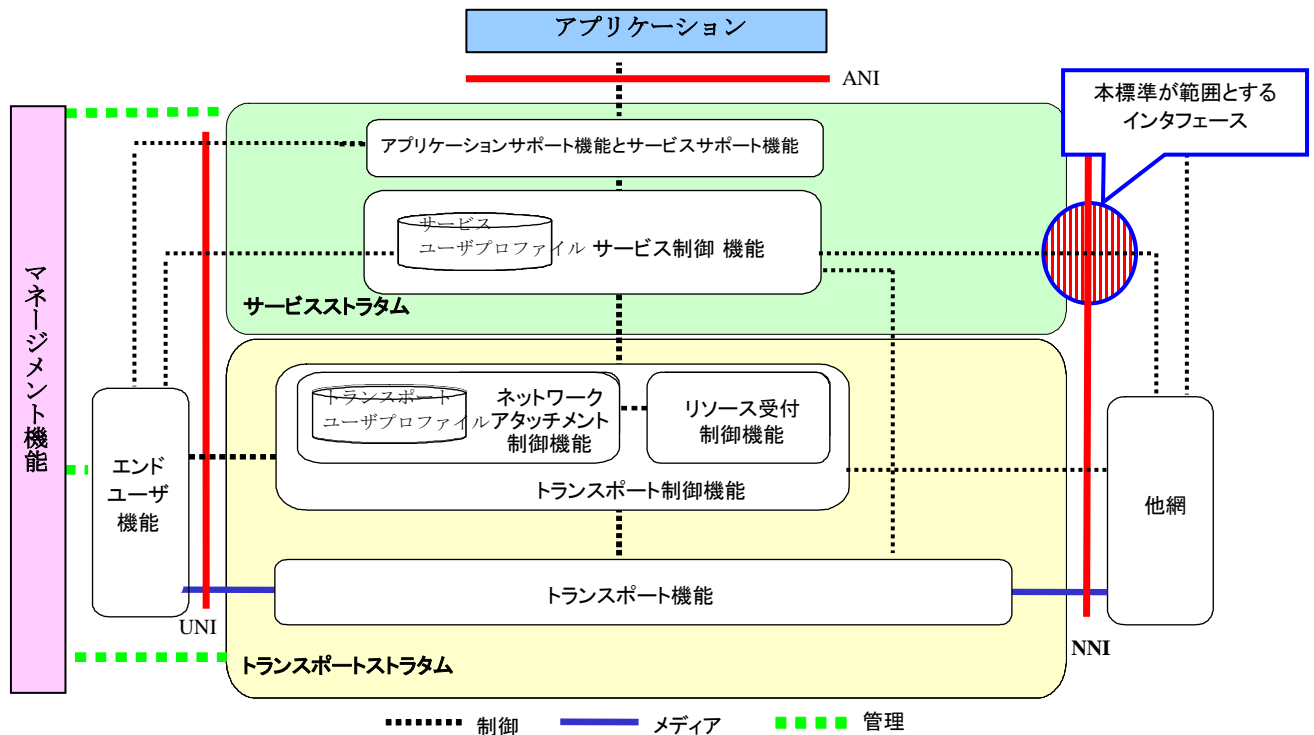 アプリケーション
ANI
本標準が範囲とする
インタフェース
アプリケーションサポート機能とサービスサポート機能
サービス
ユーザプロファイル
サービス制御 機能
サービスストラタム
マネージメント機能
トランスポート
ユーザプロファイル
ネットワーク
アタッチメント
制御機能
リソース受付
制御機能
トランスポート制御機能
エンド
ユーザ
機能
他網
トランスポート機能
UNI
NNI
トランスポートストラタム
制御
メディア
管理